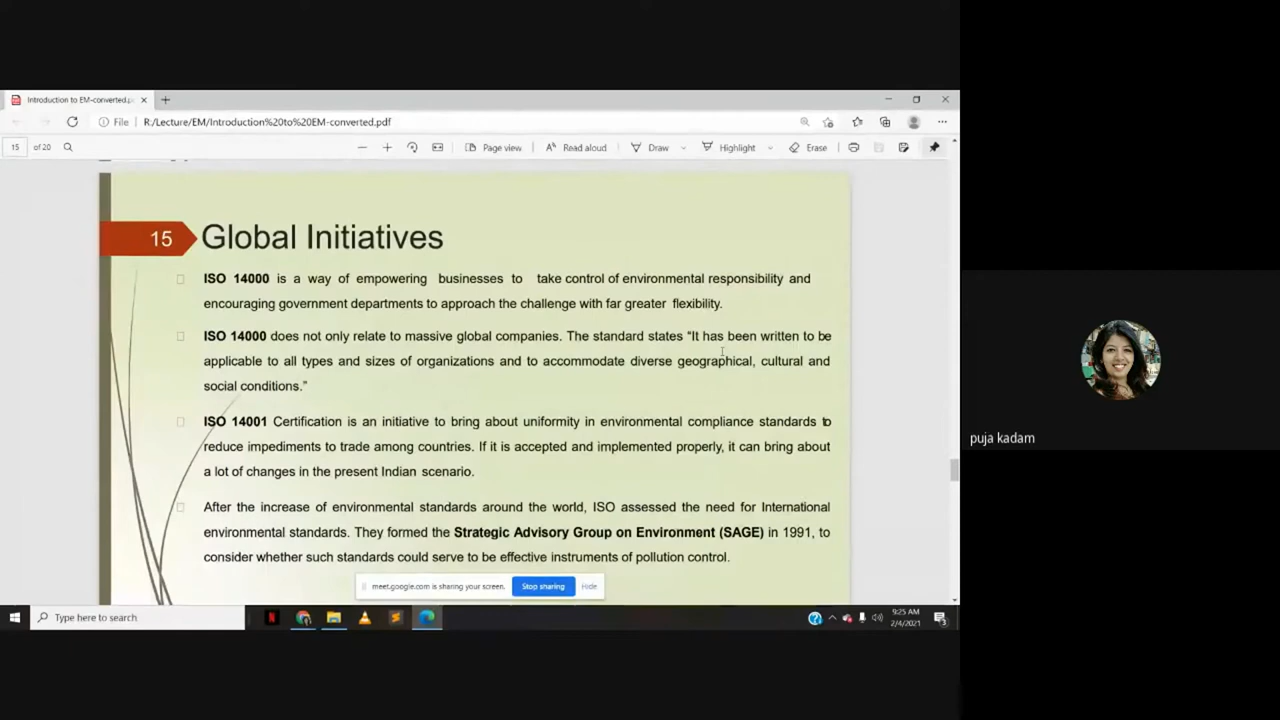 Introduction to EM-converted.p
File R:/Lecture/EM/Introduction%20to%20EM-converted.pdf
15 of 20 Page view Read aloud Draw Highlight Erase
15 Global Initiatives
ISO 14000 is a way of empowering businesses to take control of environmental responsibility and
encouraging government departments to approach the challenge with far greater flexibility.
ISO 14000 does not only relate to massive global companies. The standard states “It has been written to be
applicable to all types and sizes of organizations and to accommodate diverse geographical, cultural and
social conditions.”
ISO 14001 Certification is an initiative to bring about uniformity in environmental compliance standards to
reduce impediments to trade among countries. If it is accepted and implemented properly, it can bring about
a lot of changes in the present Indian scenario.
After the increase of environmental standards around the world, ISO assessed the need for International
environmental standards. They formed the Strategic Advisory Group on Environment (SAGE) in 1991, to
consider whether such standards could serve to be effective instruments of pollution control.
meet.google.com is sharing your screen. Stop sharing Hide
Type here to search
9:25 AM
2/4/2021
puja kadam